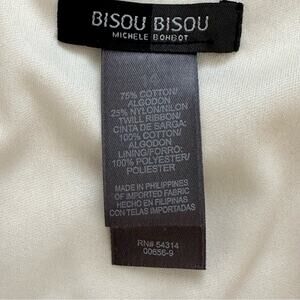 BISOU BISOU
MICHELE BOHBOT
14
75% COTTON/
ALGODON
25% NYLON/NILON
TWILL RIBBON/
CINTA DE SARGA:
100% COTTON/
ALGODON
LINING/FORRO:
100% POLYESTER/
POLIESTER
MADE IN PHILIPPINES
OF IMPORTED FABRIC
HECHO EN FILIPINAS
CON TELAS IMPORTADAS
RN# 54314
00656-9